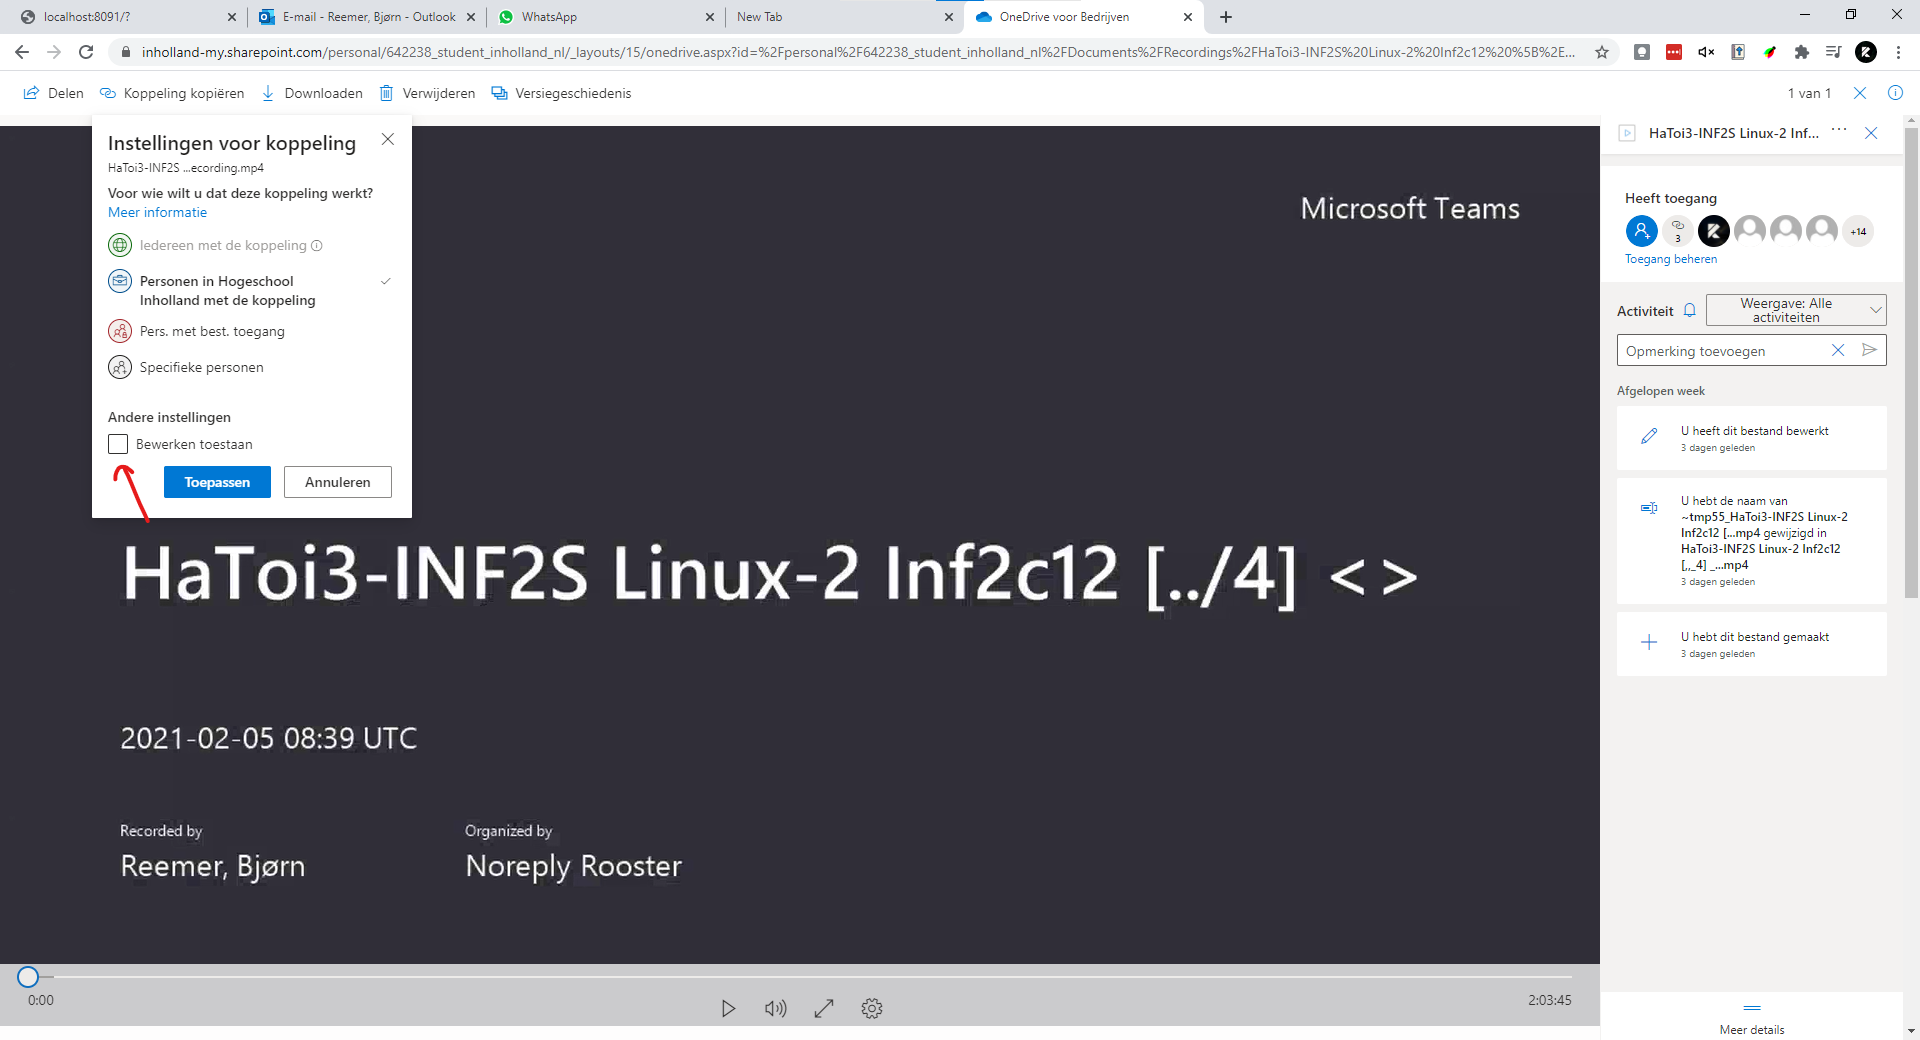 localhost:8091/?
E-mail - Reemer, Bjørn - Outlook
WhatsApp
New Tab
OneDrive voor Bedrijven
inholland-my.sharepoint.com/personal/642238_student_inholland_nl/_layouts/15/onedrive.aspx?id=%2Fpersonal%2F642238_student_inholland_nl%2FDocuments%2FRecordings%2FHaToi3-INF2S%20Linux-2%20Inf2c12%20%5B%2E...
Delen
Koppeling kopiëren
Downloaden
Verwijderen
Versiegeschiedenis
1 van 1
Instellingen voor koppeling
HaToi3-INF2S ...ecording.mp4
Voor wie wilt u dat deze koppeling werkt?
Meer informatie
Iedereen met de koppeling
Personen in Hogeschool
Inholland met de koppeling
Pers. met best. toegang
Specifieke personen
Andere instellingen
Bewerken toestaan
Toepassen
Annuleren
Microsoft Teams
HaToi3-INF2S Linux-2 Inf2c12 [../4] <>
2021-02-05 08:39 UTC
Recorded by
Reemer, Bjørn
Organized by
Noreply Rooster
0:00
2:03:45
HaToi3-INF2S Linux-2 Inf...
Heeft toegang
3
+14
Toegang beheren
Activiteit
Weergave: Alle
activiteiten
Opmerking toevoegen
Afgelopen week
U heeft dit bestand bewerkt
3 dagen geleden
U hebt de naam van
~tmp55_HaToi3-INF2S Linux-2
Inf2c12 [...mp4 gewijzigd in
HaToi3-INF2S Linux-2 Inf2c12
[,,_4] _...mp4
3 dagen geleden
U hebt dit bestand gemaakt
3 dagen geleden
Meer details